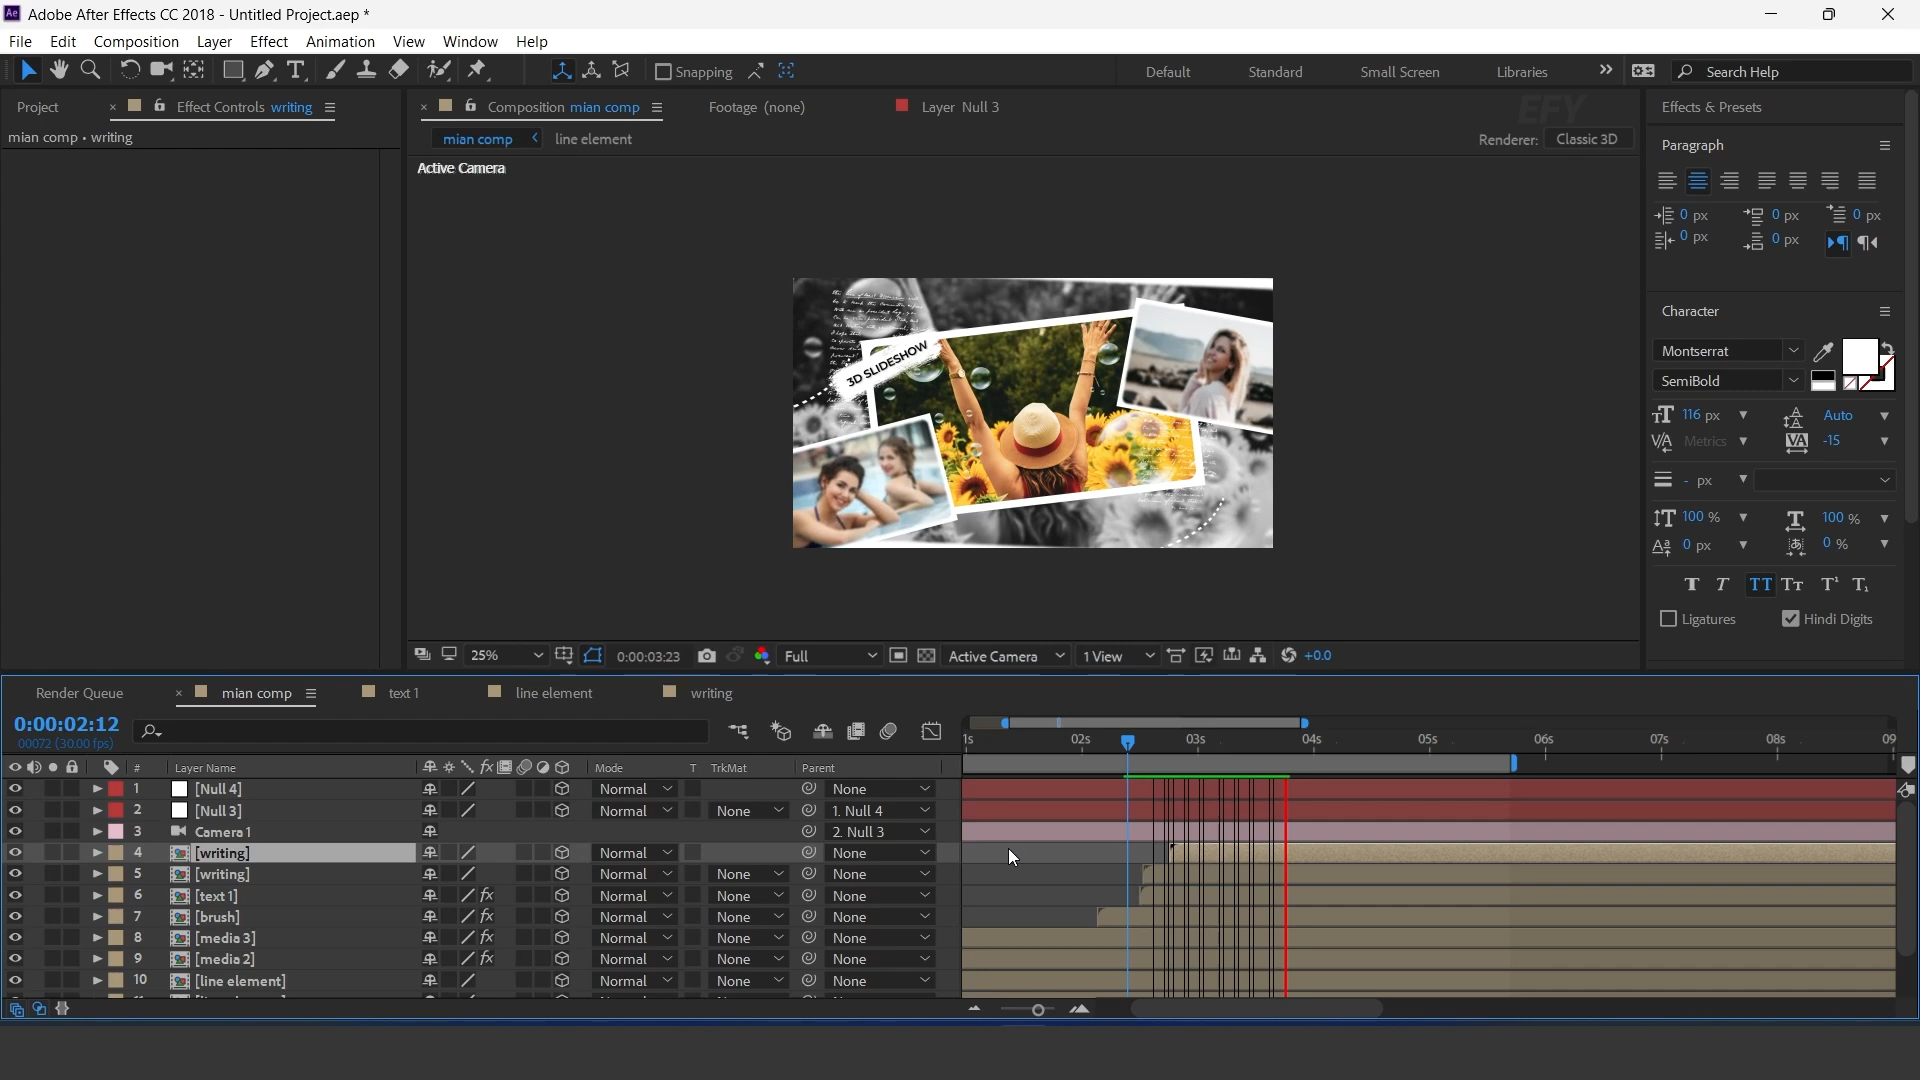 Adobe After Effects CC 2018 - Untitled Project.aep *
File Edit Composition Layer Effect Animation View Window Help
Snapping
Default Standard Small Screen Libraries
Search Help
Project
Effect Controls writing
Composition mian comp
Footage (none)
Layer Null 3
EFY
Effects & Presets
mian comp • writing
mian comp line element
Renderer: Classic 3D
Active Camera
Paragraph
0 px 0 px 0 px
0 px 0 px
Character
Montserrat
SemiBold
116 px Auto
Metrics -15
- px
100 % 100 %
0 px 0 %
Ligatures Hindi Digits
3D SLIDESHOW
25% 0:00:03:23 Full Active Camera 1 View +0.0
Render Queue mian comp text 1 line element writing
0:00:02:12
00072 (30.00 fps)
1s 02s 03s 04s 05s 06s 07s 08s 09
# Layer Name Mode T TrkMat Parent
1 [Null 4] Normal None
2 [Null 3] Normal None 1. Null 4
3 Camera 1 2. Null 3
4 [writing] Normal None
5 [writing] Normal None None
6 [text 1] Normal None None
7 [brush] Normal None None
8 [media 3] Normal None None
9 [media 2] Normal None None
10 [line element] Normal None None